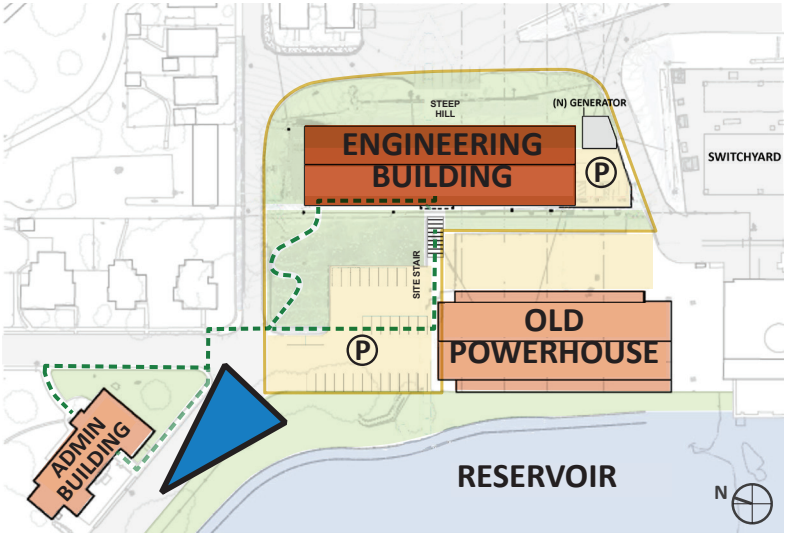 STEEP
HILL
(N) GENERATOR
ENGINEERING
BUILDING
P
SWITCHYARD
SITE STAIR
OLD
POWERHOUSE
P
ADMIN
BUILDING
RESERVOIR
N